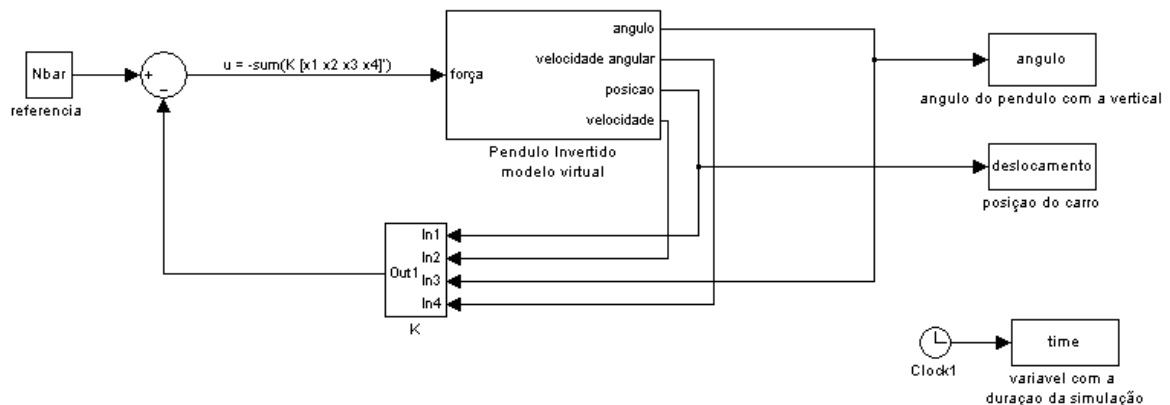 Nbar
referencia
+
−
u = -sum(K [x1 x2 x3 x4]')
força
angulo
velocidade angular
posicao
velocidade
Pendulo Invertido
modelo virtual
angulo
angulo do pendulo com a vertical
deslocamento
posiçao do carro
Out1
In1
In2
In3
In4
K
Clock1
time
variavel com a
duraçao da simulação